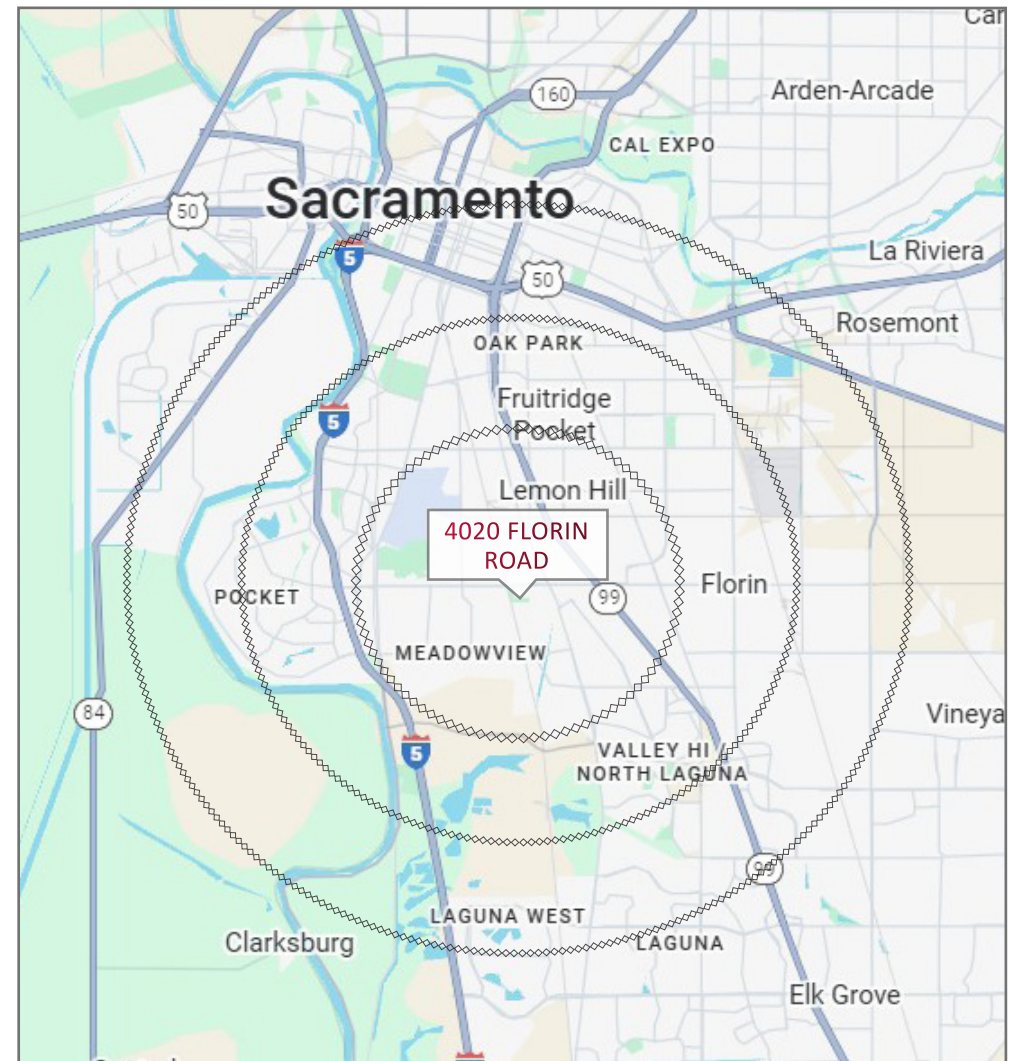 Car
Arden-Arcade
160
CAL EXPO
Sacramento
50
La Riviera
5
50
Rosemont
OAK PARK
Fruitridge
Pocket
5
Lemon Hill
4020 FLORIN
ROAD
Florin
POCKET
99
MEADOWVIEW
84
Vineya
5
VALLEY HI /
NORTH LAGUNA
99
LAGUNA WEST
LAGUNA
Clarksburg
Elk Grove